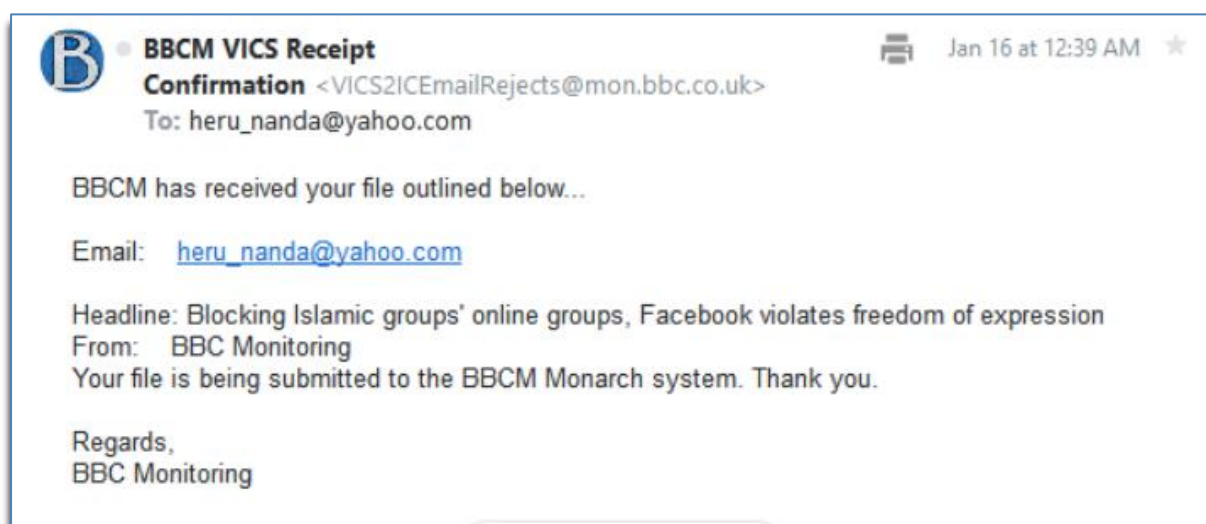 B
BBCM VICS Receipt
Jan 16 at 12:39 AM
Confirmation <VICS2ICEmailRejects@mon.bbc.co.uk>
To: heru_nanda@yahoo.com
BBCM has received your file outlined below...
Email: heru_nanda@yahoo.com
Headline: Blocking Islamic groups' online groups, Facebook violates freedom of expression
From: BBC Monitoring
Your file is being submitted to the BBCM Monarch system. Thank you.
Regards,
BBC Monitoring